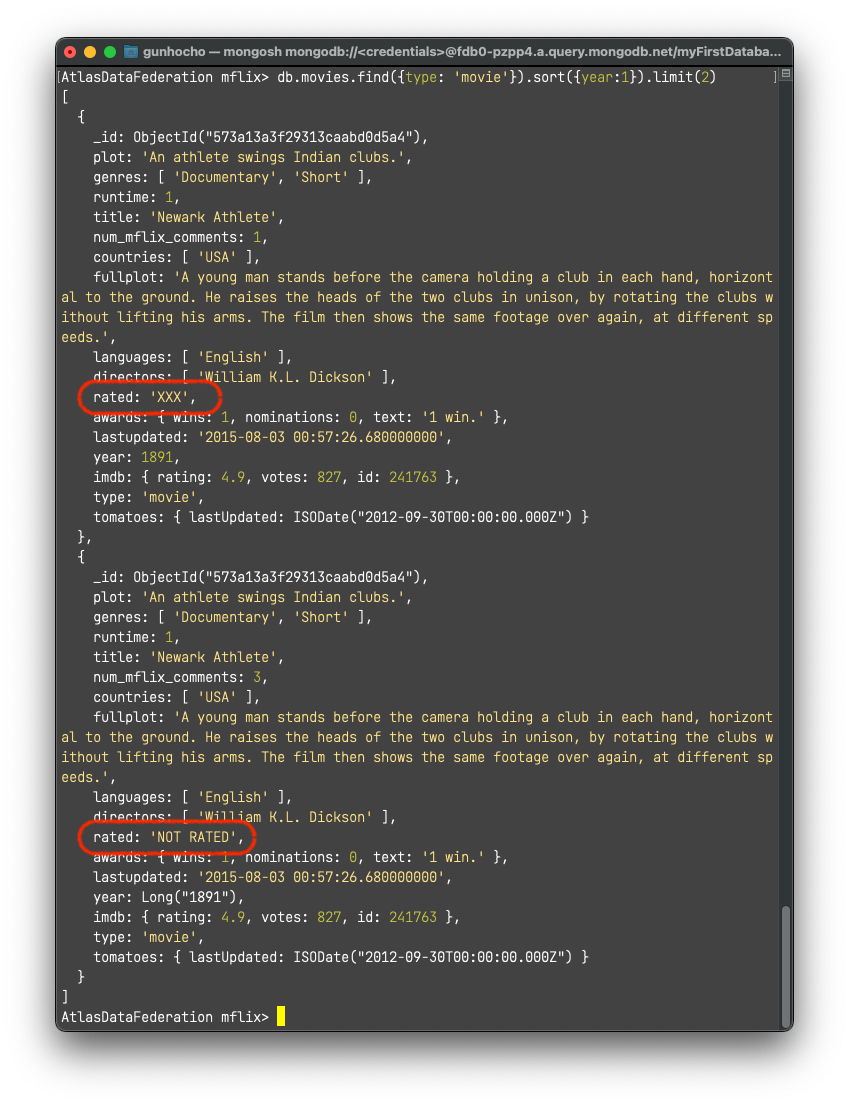 gunhocho — mongosh mongodb://<credentials>@fdb0-pzpp4.a.query.mongodb.net/myFirstDataba...
[AtlasDataFederation mflix> db.movies.find({type: 'movie'}).sort({year:1}).limit(2) ]
[
  {
    _id: ObjectId("573a13a3f29313caabd0d5a4"),
    plot: 'An athlete swings Indian clubs.',
    genres: [ 'Documentary', 'Short' ],
    runtime: 1,
    title: 'Newark Athlete',
    num_mflix_comments: 1,
    countries: [ 'USA' ],
    fullplot: 'A young man stands before the camera holding a club in each hand, horizont
al to the ground. He raises the heads of the two clubs in unison, by rotating the clubs w
ithout lifting his arms. The film then shows the same footage over again, at different sp
eeds.',
    languages: [ 'English' ],
    directors: [ 'William K.L. Dickson' ],
    rated: 'XXX',
    awards: { wins: 1, nominations: 0, text: '1 win.' },
    lastupdated: '2015-08-03 00:57:26.680000000',
    year: 1891,
    imdb: { rating: 4.9, votes: 827, id: 241763 },
    type: 'movie',
    tomatoes: { lastUpdated: ISODate("2012-09-30T00:00:00.000Z") }
  },
  {
    _id: ObjectId("573a13a3f29313caabd0d5a4"),
    plot: 'An athlete swings Indian clubs.',
    genres: [ 'Documentary', 'Short' ],
    runtime: 1,
    title: 'Newark Athlete',
    num_mflix_comments: 3,
    countries: [ 'USA' ],
    fullplot: 'A young man stands before the camera holding a club in each hand, horizont
al to the ground. He raises the heads of the two clubs in unison, by rotating the clubs w
ithout lifting his arms. The film then shows the same footage over again, at different sp
eeds.',
    languages: [ 'English' ],
    directors: [ 'William K.L. Dickson' ],
    rated: 'NOT RATED',
    awards: { wins: 1, nominations: 0, text: '1 win.' },
    lastupdated: '2015-08-03 00:57:26.680000000',
    year: Long("1891"),
    imdb: { rating: 4.9, votes: 827, id: 241763 },
    type: 'movie',
    tomatoes: { lastUpdated: ISODate("2012-09-30T00:00:00.000Z") }
  }
]
AtlasDataFederation mflix>